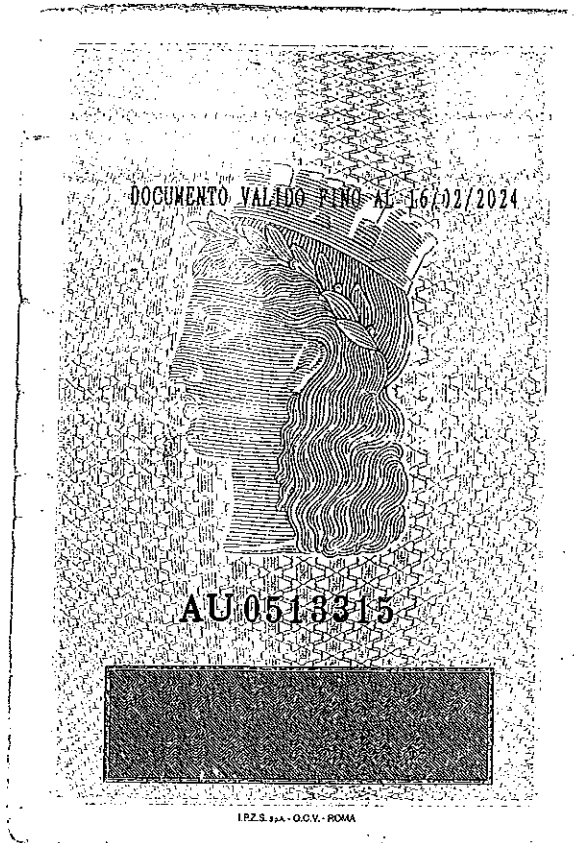 DOCUMENTO VALIDO FINO AL 16/02/2024
AU 0513315
I.P.Z.S. S.p.A. - O.C.V. - ROMA